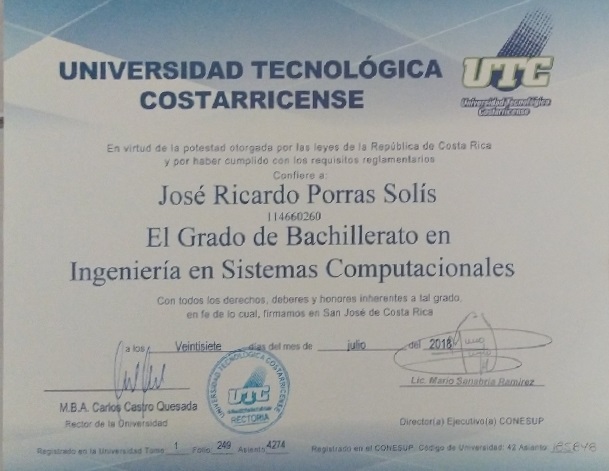 UNIVERSIDAD TECNOLÓGICA
COSTARRICENSE
UTC
Universidad Tecnológica
Costarricense
En virtud de la potestad otorgada por las leyes de la República de Costa Rica
y por haber cumplido con los requisitos reglamentarios
Confiere a:
José Ricardo Porras Solís
114660260
El Grado de Bachillerato en
Ingeniería en Sistemas Computacionales
Con todos los derechos, deberes y honores inherentes a tal grado,
en fe de lo cual, firmamos en San José de Costa Rica
a los Veintisiete días del mes de julio del 2018
UNIVERSIDAD TECNOLÓGICA COSTARRICENSE
UTC
RECTORIA
Lic. Mario Sanabria Ramírez
M.B.A. Carlos Castro Quesada
Rector de la Universidad
Director(a) Ejecutivo(a) CONESUP
Registrado en la Universidad Tomo 1 Folio 249 Asiento 4274
Registrado en el CONESUP. Código de Universidad: 42 Asiento: